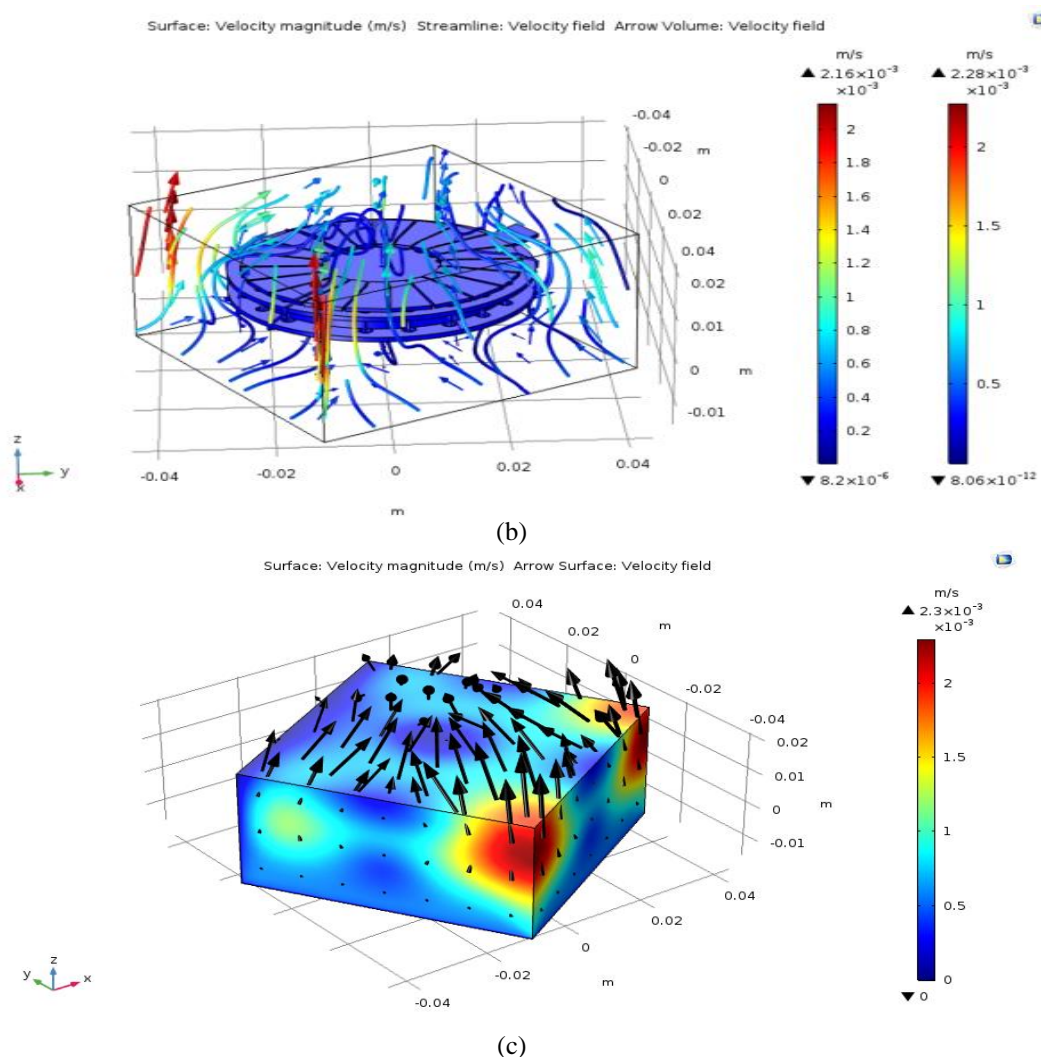 Surface: Velocity magnitude (m/s) Streamline: Velocity field Arrow Volume: Velocity field
m/s m/s
▲ 2.16×10⁻³ ▲ 2.28×10⁻³
×10⁻³ ×10⁻³
-0.04
-0.02
m
0
0.02
0.04
0.02
0.01
0
m
-0.01
-0.04 -0.02 0 0.02 0.04
m
z
y
x
2
1.8
1.6
1.4
1.2
1
0.8
0.6
0.4
0.2
▼ 8.2×10⁻⁶
2
1.5
1
0.5
▼ 8.06×10⁻¹²
(b)
Surface: Velocity magnitude (m/s) Arrow Surface: Velocity field
m/s
▲ 2.3×10⁻³
×10⁻³
0.04
m
0.02
0
-0.02
-0.04
0.02
0.01
0
m
-0.01
0.04
0.02
0
m
-0.02
-0.04
y z x
2
1.5
1
0.5
0
▼ 0
(c)